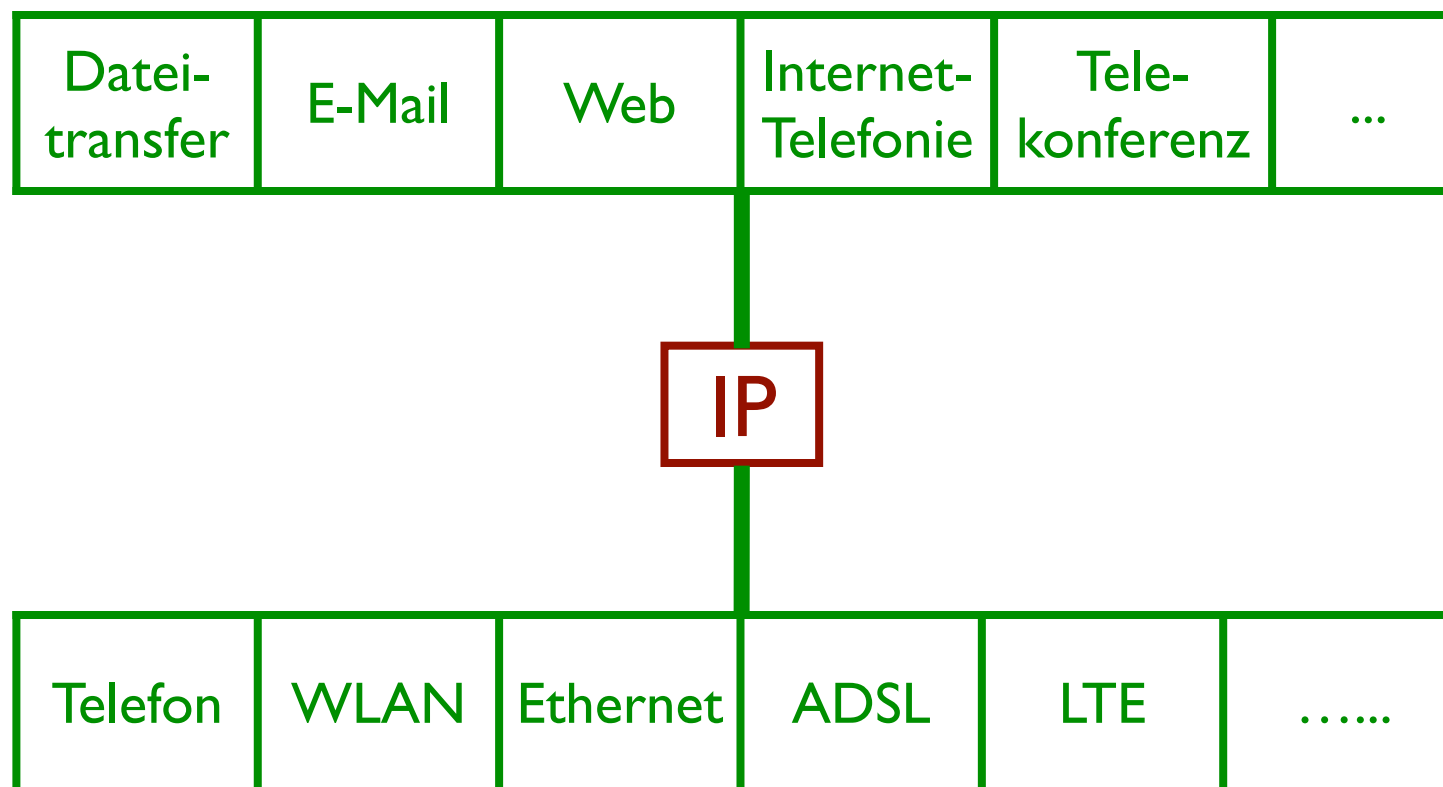 Datei-
transfer
E-Mail
Web
Internet-
Telefonie
Tele-
konferenz
...
IP
Telefon
WLAN
Ethernet
ADSL
LTE
…...